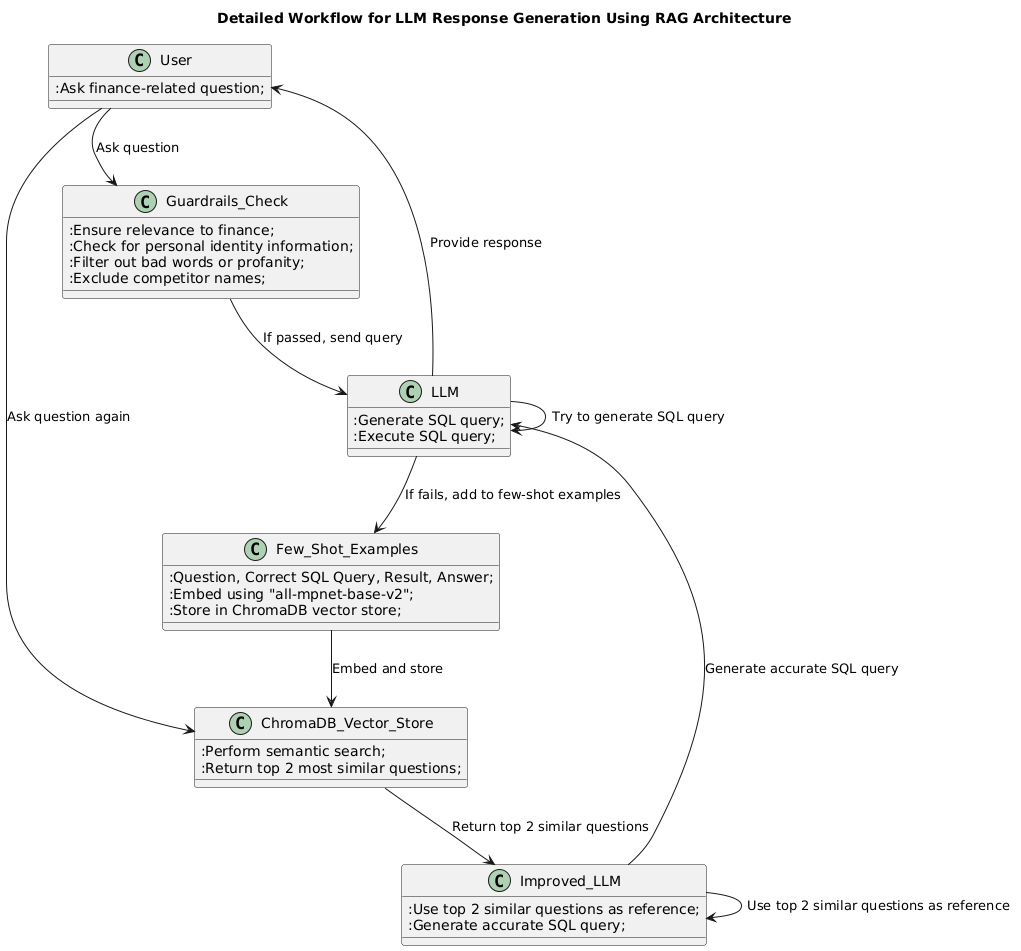 Detailed Workflow for LLM Response Generation Using RAG Architecture
C User
:Ask finance-related question;
Ask question
C Guardrails_Check
:Ensure relevance to finance;
:Check for personal identity information;
:Filter out bad words or profanity;
:Exclude competitor names;
Provide response
If passed, send query
C LLM
:Generate SQL query;
:Execute SQL query;
Try to generate SQL query
Ask question again
If fails, add to few-shot examples
C Few_Shot_Examples
:Question, Correct SQL Query, Result, Answer;
:Embed using "all-mpnet-base-v2";
:Store in ChromaDB vector store;
Embed and store
Generate accurate SQL query
C ChromaDB_Vector_Store
:Perform semantic search;
:Return top 2 most similar questions;
Return top 2 similar questions
C Improved_LLM
:Use top 2 similar questions as reference;
:Generate accurate SQL query;
Use top 2 similar questions as reference